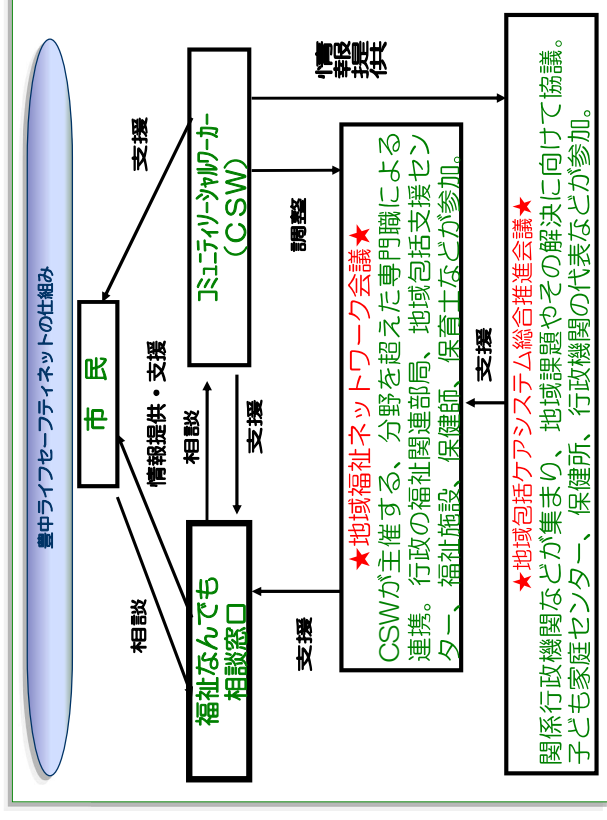 豊中ライフセーフティネットの仕組み
市 民
相談
情報提供・支援
支援
福祉なんでも
相談窓口
相談
支援
コミュニティソーシャルワーカー
（ＣＳＷ）
支援
調整
情報
提供
★地域福祉ネットワーク会議★
CSWが主催する、分野を超えた専門職による
連携。行政の福祉関連部局、地域包括支援セン
ター、福祉施設、保健師、保育士などが参加。
支援
★地域包括ケアシステム総合推進会議★
関係行政機関などが集まり、地域課題やその解決に向けて協議。
子ども家庭センター、保健所、行政機関の代表などが参加。